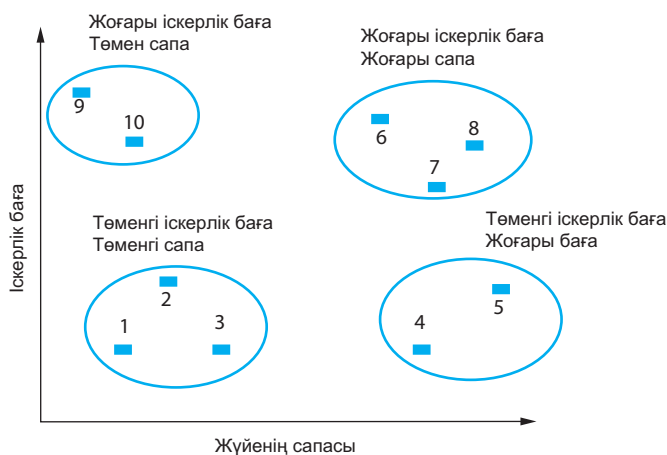 Жоғары іскерлік баға
Төмен сапа
9
10
Жоғары іскерлік баға
Жоғары сапа
6
8
7
Төменгі іскерлік баға
Төменгі сапа
2
1
3
Төменгі іскерлік баға
Жоғары баға
5
4
Іскерлік баға
Жүйенің сапасы